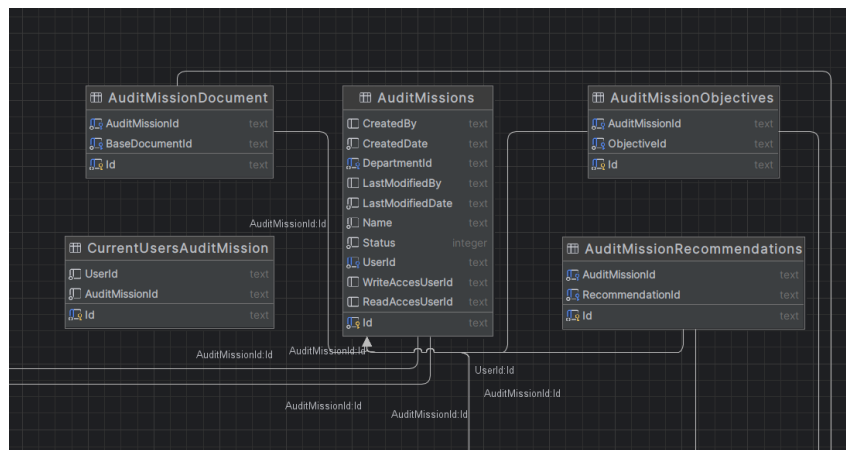 AuditMissionDocument
AuditMissionId text
BaseDocumentId text
Id text
AuditMissions
CreatedBy text
CreatedDate text
DepartmentId text
LastModifiedBy text
LastModifiedDate text
Name text
Status integer
UserId text
WriteAccesUserId text
ReadAccesUserId text
Id text
AuditMissionObjectives
AuditMissionId text
ObjectiveId text
Id text
AuditMissionId:Id
CurrentUsersAuditMission
UserId text
AuditMissionId text
Id text
AuditMissionRecommendations
AuditMissionId text
RecommendationId text
Id text
AuditMissionId:Id
AuditMissionId:Id
UserId:Id
AuditMissionId:Id
AuditMissionId:Id
AuditMissionId:Id